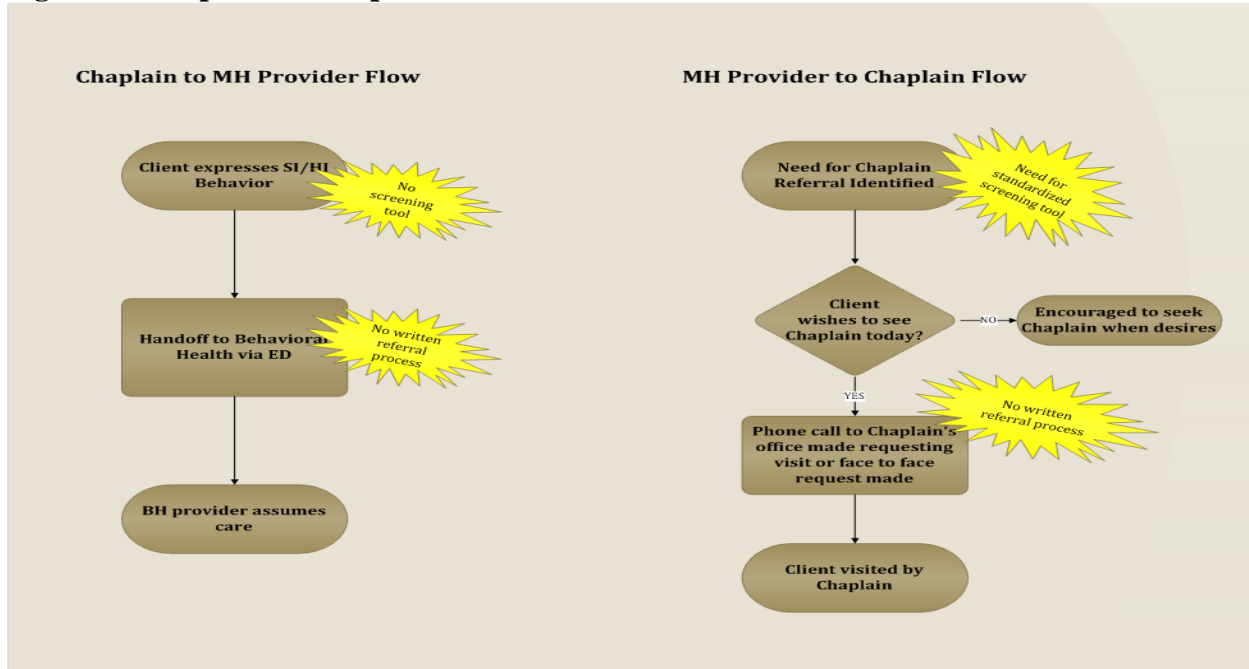 Chaplain to MH Provider Flow
Client expresses SI/HI
Behavior
No
screening
tool
Handoff to Behavioral
Health via ED
No written
referral
process
BH provider assumes
care
MH Provider to Chaplain Flow
Need for Chaplain
Referral Identified
Need for
standardized
screening tool
Client
wishes to see
Chaplain today?
NO
Encouraged to seek
Chaplain when desires
YES
No written
referral process
Phone call to Chaplain's
office made requesting
visit or face to face
request made
Client visited by
Chaplain